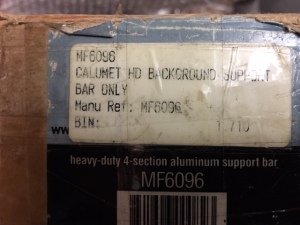 MF6096
CALUMET HD BACKGROUND SUPPORT
BAR ONLY
Manu Ref: MF6096
BIN:
heavy-duty 4-section aluminum support bar
MF6096